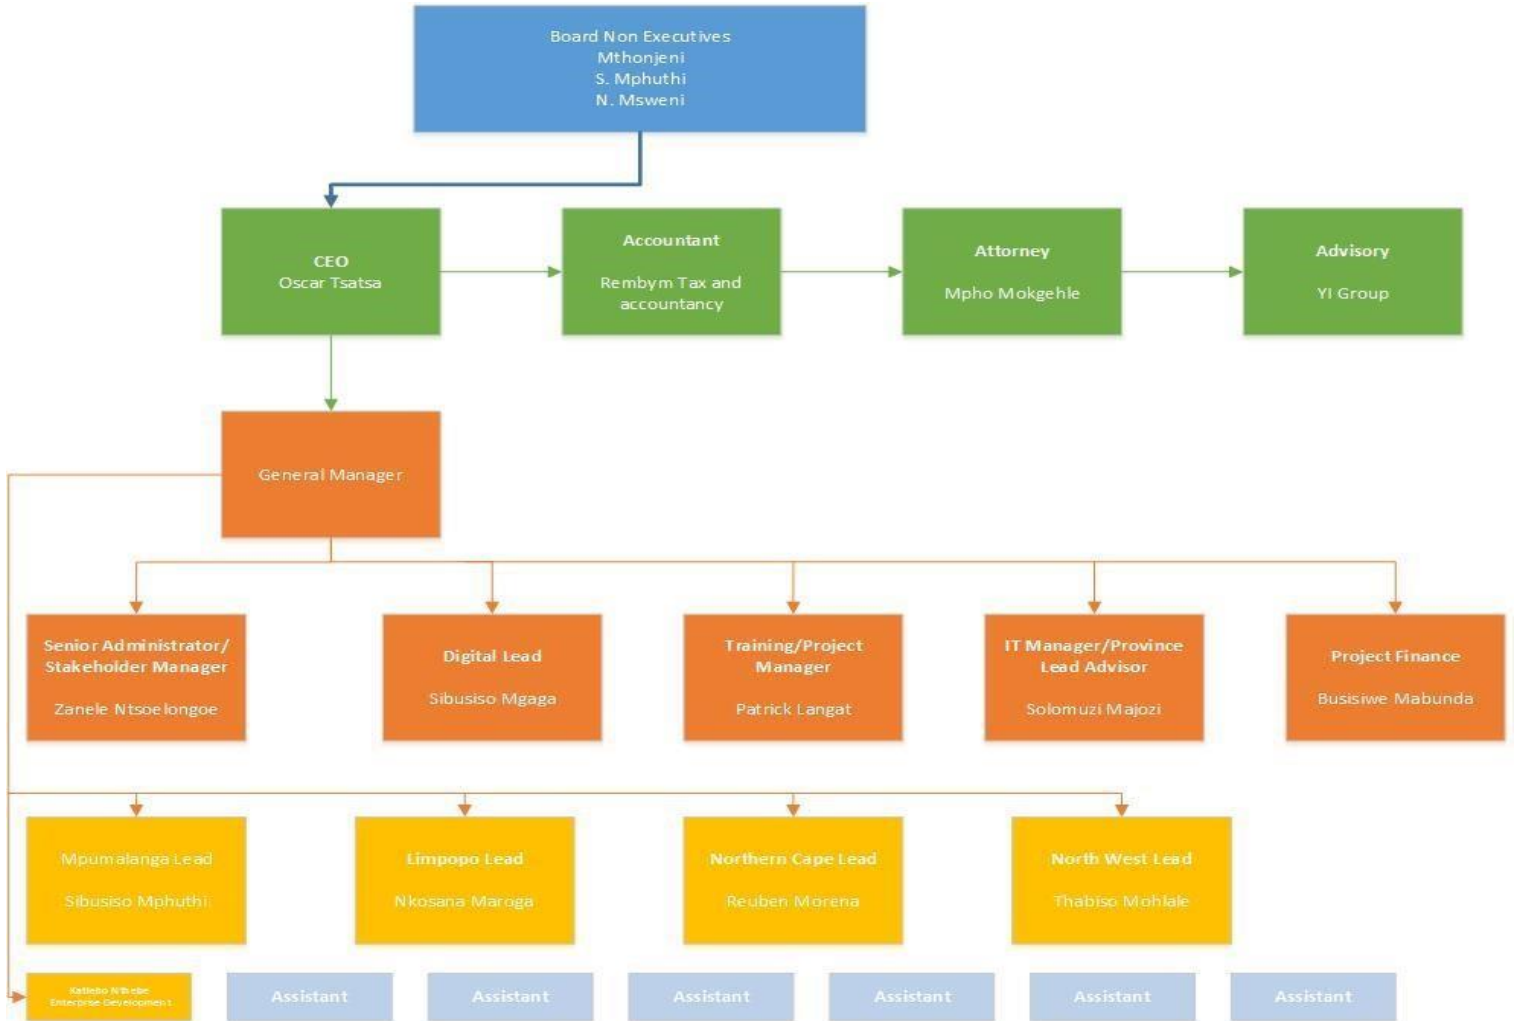 Board Non Executives
Mthonjeni
S. Mphuthi
N. Msweni
CEO
Oscar Tsatsa
Accountant
Rembym Tax and
accountancy
Attorney
Mpho Mokgehle
Advisory
YI Group
General Manager
Senior Administrator/
Stakeholder Manager
Zanele Ntsoelongoe
Digital Lead
Sibusiso Mgaga
Training/Project
Manager
Patrick Langat
IT Manager/Province
Lead Advisor
Solomuzi Majozi
Project Finance
Busisiwe Mabunda
Mpumalanga Lead
Sibusiso Mphuthi
Limpopo Lead
Nkosana Maroga
Northern Cape Lead
Reuben Morena
North West Lead
Thabiso Mohlale
Enterprise Development
Assistant
Assistant
Assistant
Assistant
Assistant
Assistant